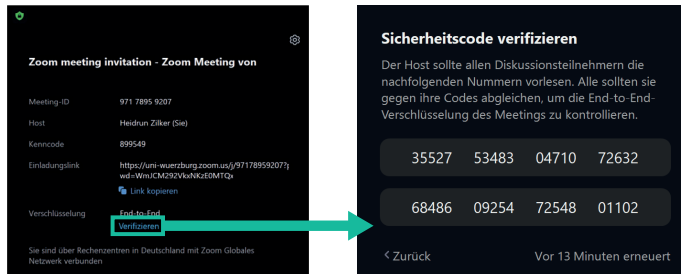 Zoom meeting invitation - Zoom Meeting von
Meeting-ID 971 7895 9207
Host Heidrun Zilker (Sie)
Kenncode 899549
Einladungslink https://uni-wuerzburg.zoom.us/j/97178959207?p
wd=WmJCM292VkxNKzE0MTQx
Link kopieren
Verschlüsselung End-to-End
Verifizieren
Sie sind über Rechenzentren in Deutschland mit Zoom Globales
Netzwerk verbunden
Sicherheitscode verifizieren
Der Host sollte allen Diskussionsteilnehmern die
nachfolgenden Nummern vorlesen. Alle sollten sie
gegen ihre Codes abgleichen, um die End-to-End-
Verschlüsselung des Meetings zu kontrollieren.
35527 53483 04710 72632
68486 09254 72548 01102
< Zurück Vor 13 Minuten erneuert